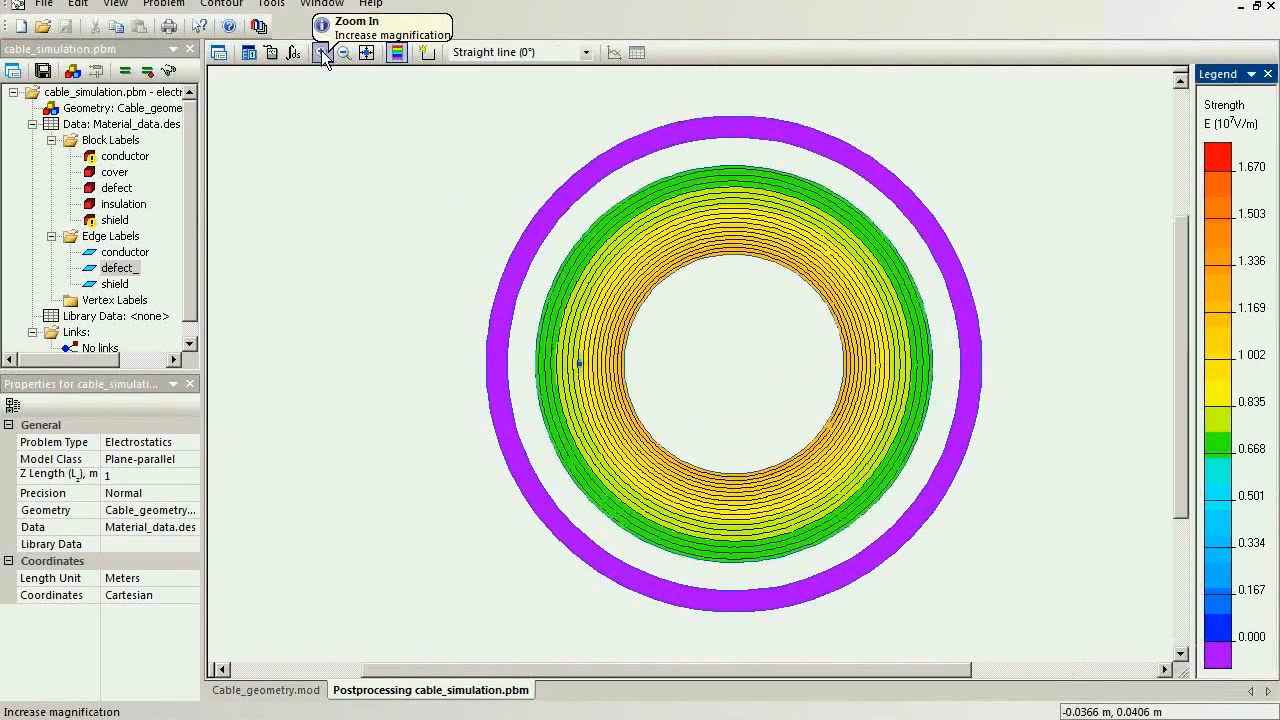 File Edit View Problem Contour Tools Window Help
Zoom In
Increase magnification
cable_simulation.pbm
Straight line (0°)
cable_simulation.pbm - electr
Geometry: Cable_geome
Data: Material_data.des
Block Labels
conductor
cover
defect
insulation
shield
Edge Labels
conductor
defect_
shield
Vertex Labels
Library Data: <none>
Links:
No links
Properties for cable_simulati...
General
Problem Type Electrostatics
Model Class Plane-parallel
Z Length (Lz), m 1
Precision Normal
Geometry Cable_geometry...
Data Material_data.des
Library Data
Coordinates
Length Unit Meters
Coordinates Cartesian
Legend
Strength
E (10⁷V/m)
1.670
1.503
1.336
1.169
1.002
0.835
0.668
0.501
0.334
0.167
0.000
Cable_geometry.mod Postprocessing cable_simulation.pbm
Increase magnification -0.0366 m, 0.0406 m